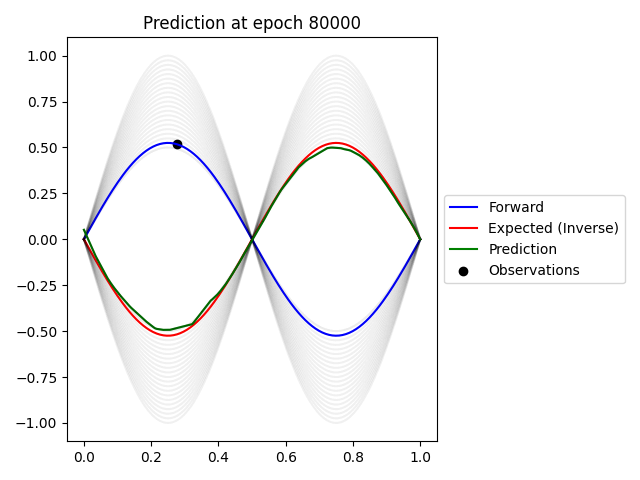 Prediction at epoch 80000
1.00
0.75
0.50
0.25
0.00
−0.25
−0.50
−0.75
−1.00
0.0 0.2 0.4 0.6 0.8 1.0
Forward
Expected (Inverse)
Prediction
Observations